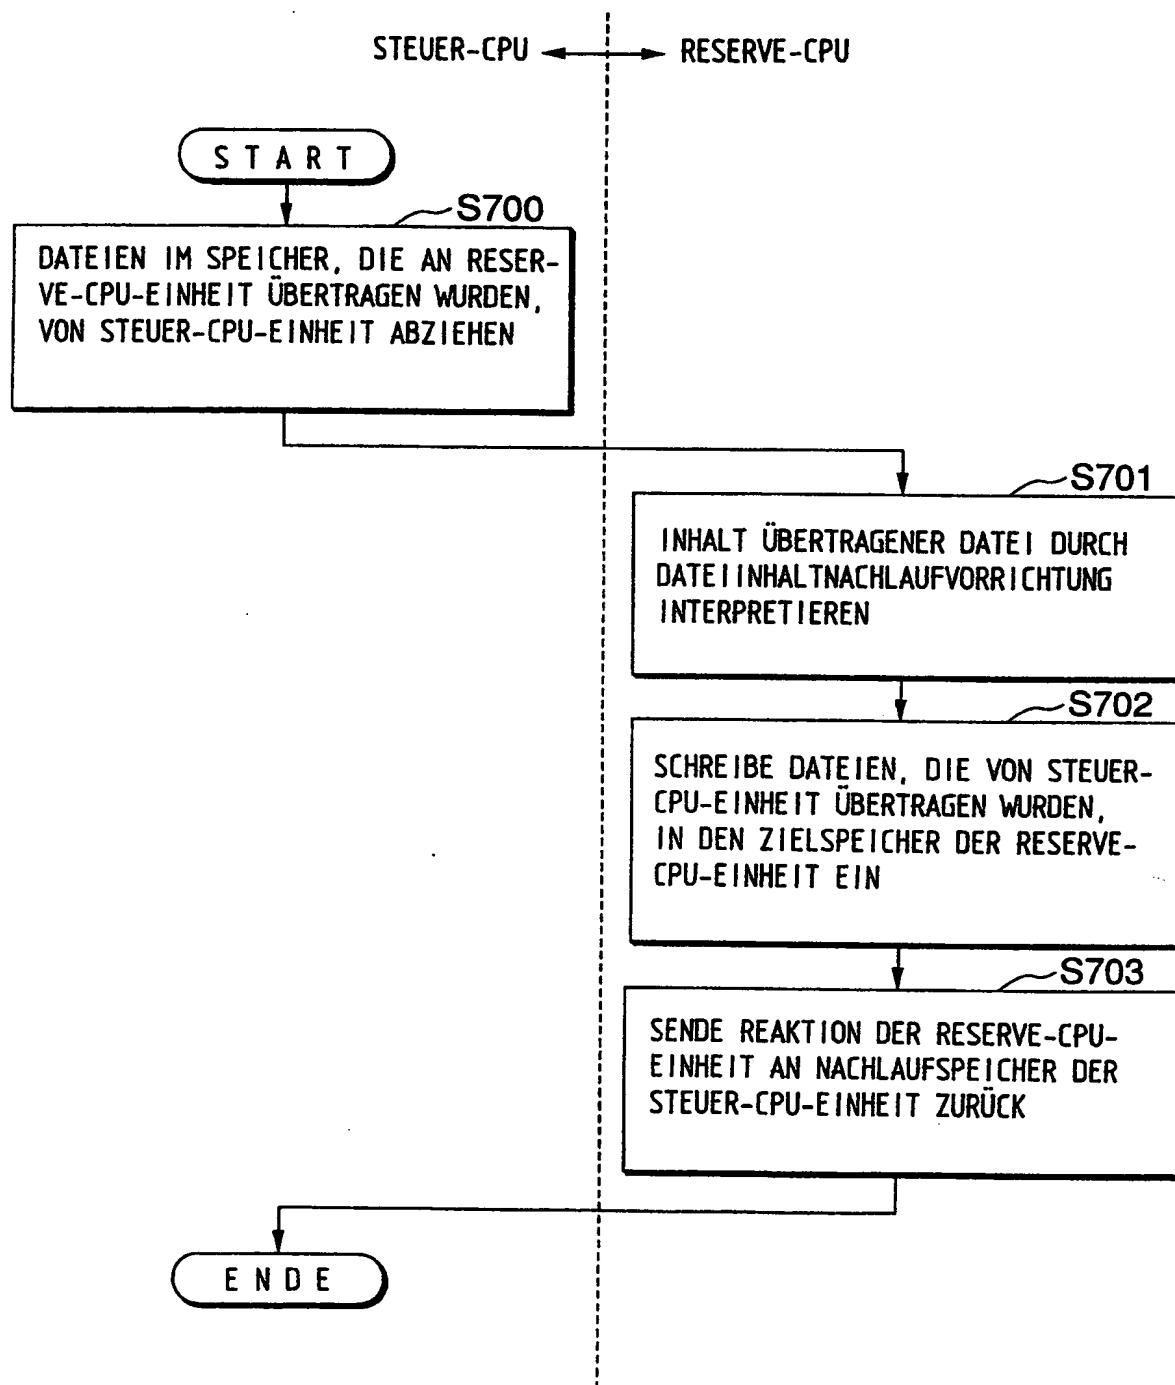 STEUER-CPU
RESERVE-CPU
START
S700
DATEIEN IM SPEICHER, DIE AN RESER-
VE-CPU-EINHEIT ÜBERTRAGEN WURDEN,
VON STEUER-CPU-EINHEIT ABZIEHEN
S701
INHALT ÜBERTRAGENER DATEI DURCH
DATEIINHALTNACHLAUFVORRICHTUNG
INTERPRETIEREN
S702
SCHREIBE DATEIEN, DIE VON STEUER-
CPU-EINHEIT ÜBERTRAGEN WURDEN,
IN DEN ZIELSPEICHER DER RESERVE-
CPU-EINHEIT EIN
S703
SENDE REAKTION DER RESERVE-CPU-
EINHEIT AN NACHLAUFSPEICHER DER
STEUER-CPU-EINHEIT ZURÜCK
ENDE